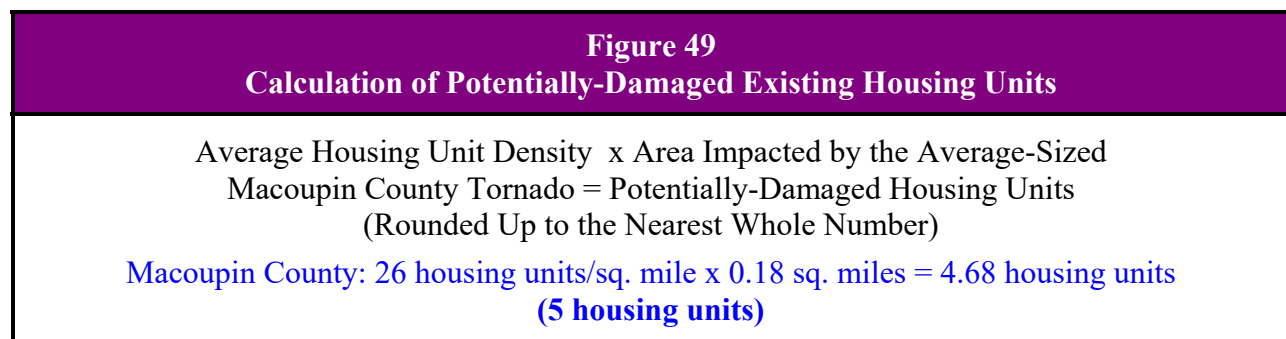 Figure 49
Calculation of Potentially-Damaged Existing Housing Units
Average Housing Unit Density x Area Impacted by the Average-Sized
Macoupin County Tornado = Potentially-Damaged Housing Units
(Rounded Up to the Nearest Whole Number)
Macoupin County: 26 housing units/sq. mile x 0.18 sq. miles = 4.68 housing units
(5 housing units)